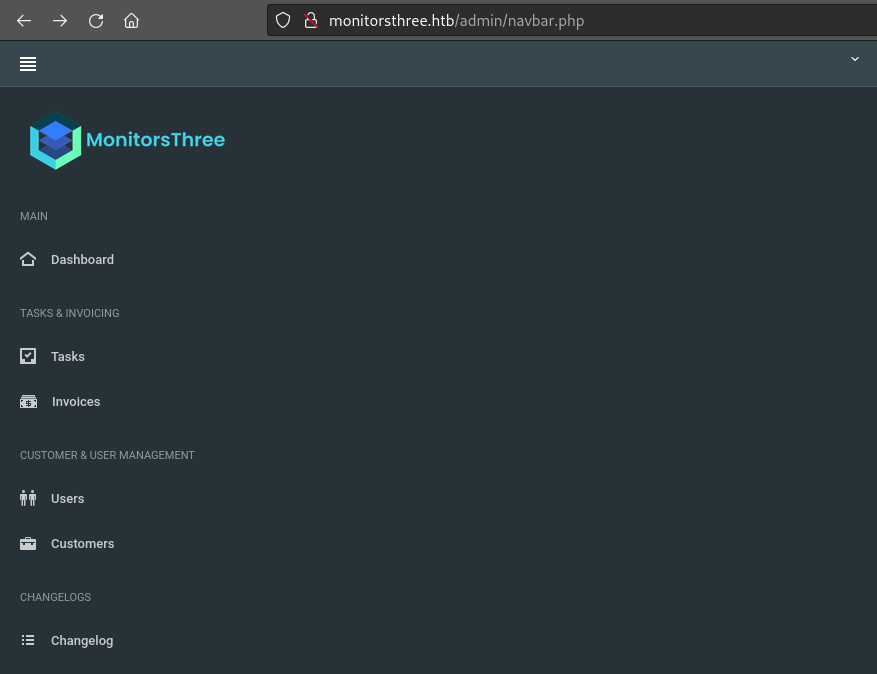 monitorsthree.htb/admin/navbar.php
MonitorsThree
MAIN
Dashboard
TASKS & INVOICING
Tasks
Invoices
CUSTOMER & USER MANAGEMENT
Users
Customers
CHANGELOGS
Changelog